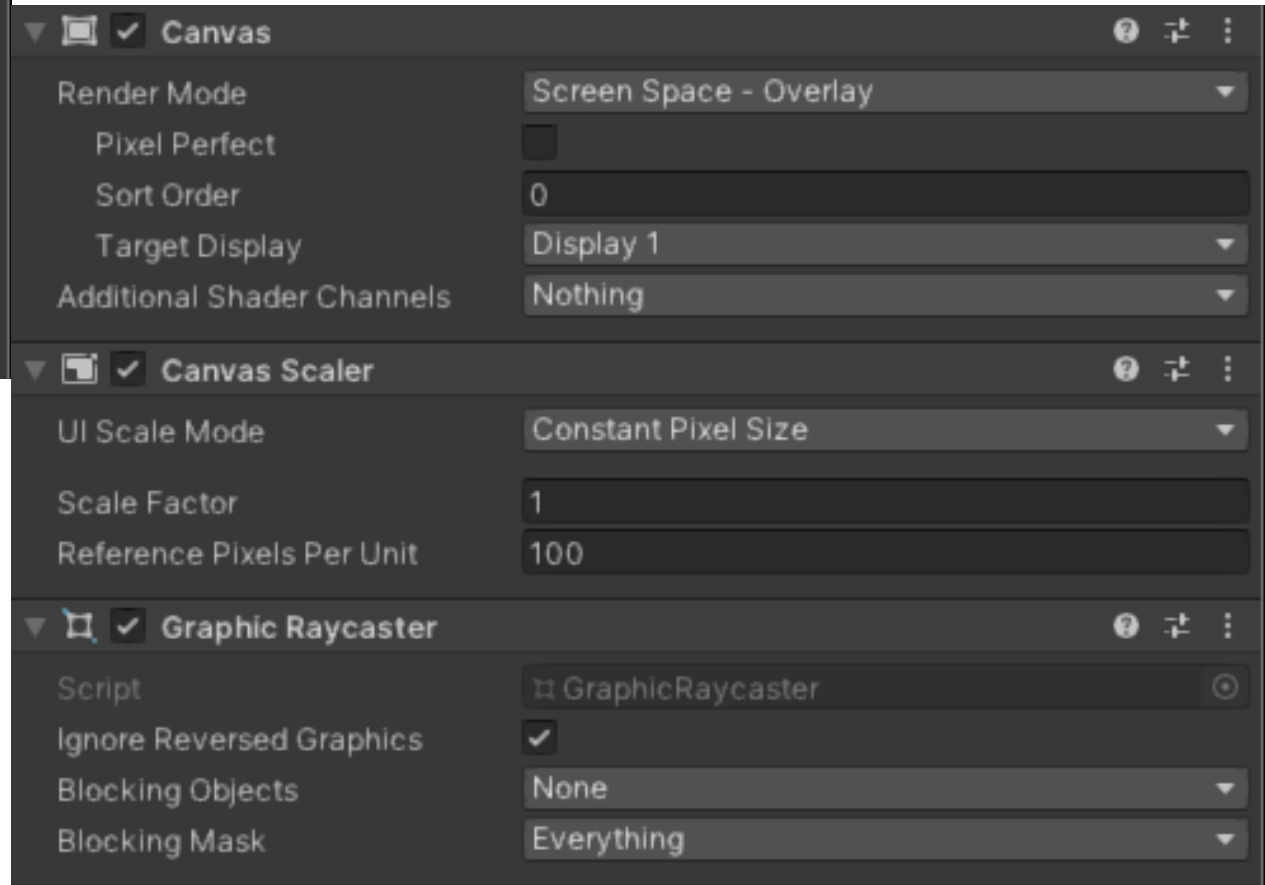 Canvas
Render Mode Screen Space - Overlay
Pixel Perfect
Sort Order 0
Target Display Display 1
Additional Shader Channels Nothing
Canvas Scaler
UI Scale Mode Constant Pixel Size
Scale Factor 1
Reference Pixels Per Unit 100
Graphic Raycaster
Script GraphicRaycaster
Ignore Reversed Graphics
Blocking Objects None
Blocking Mask Everything